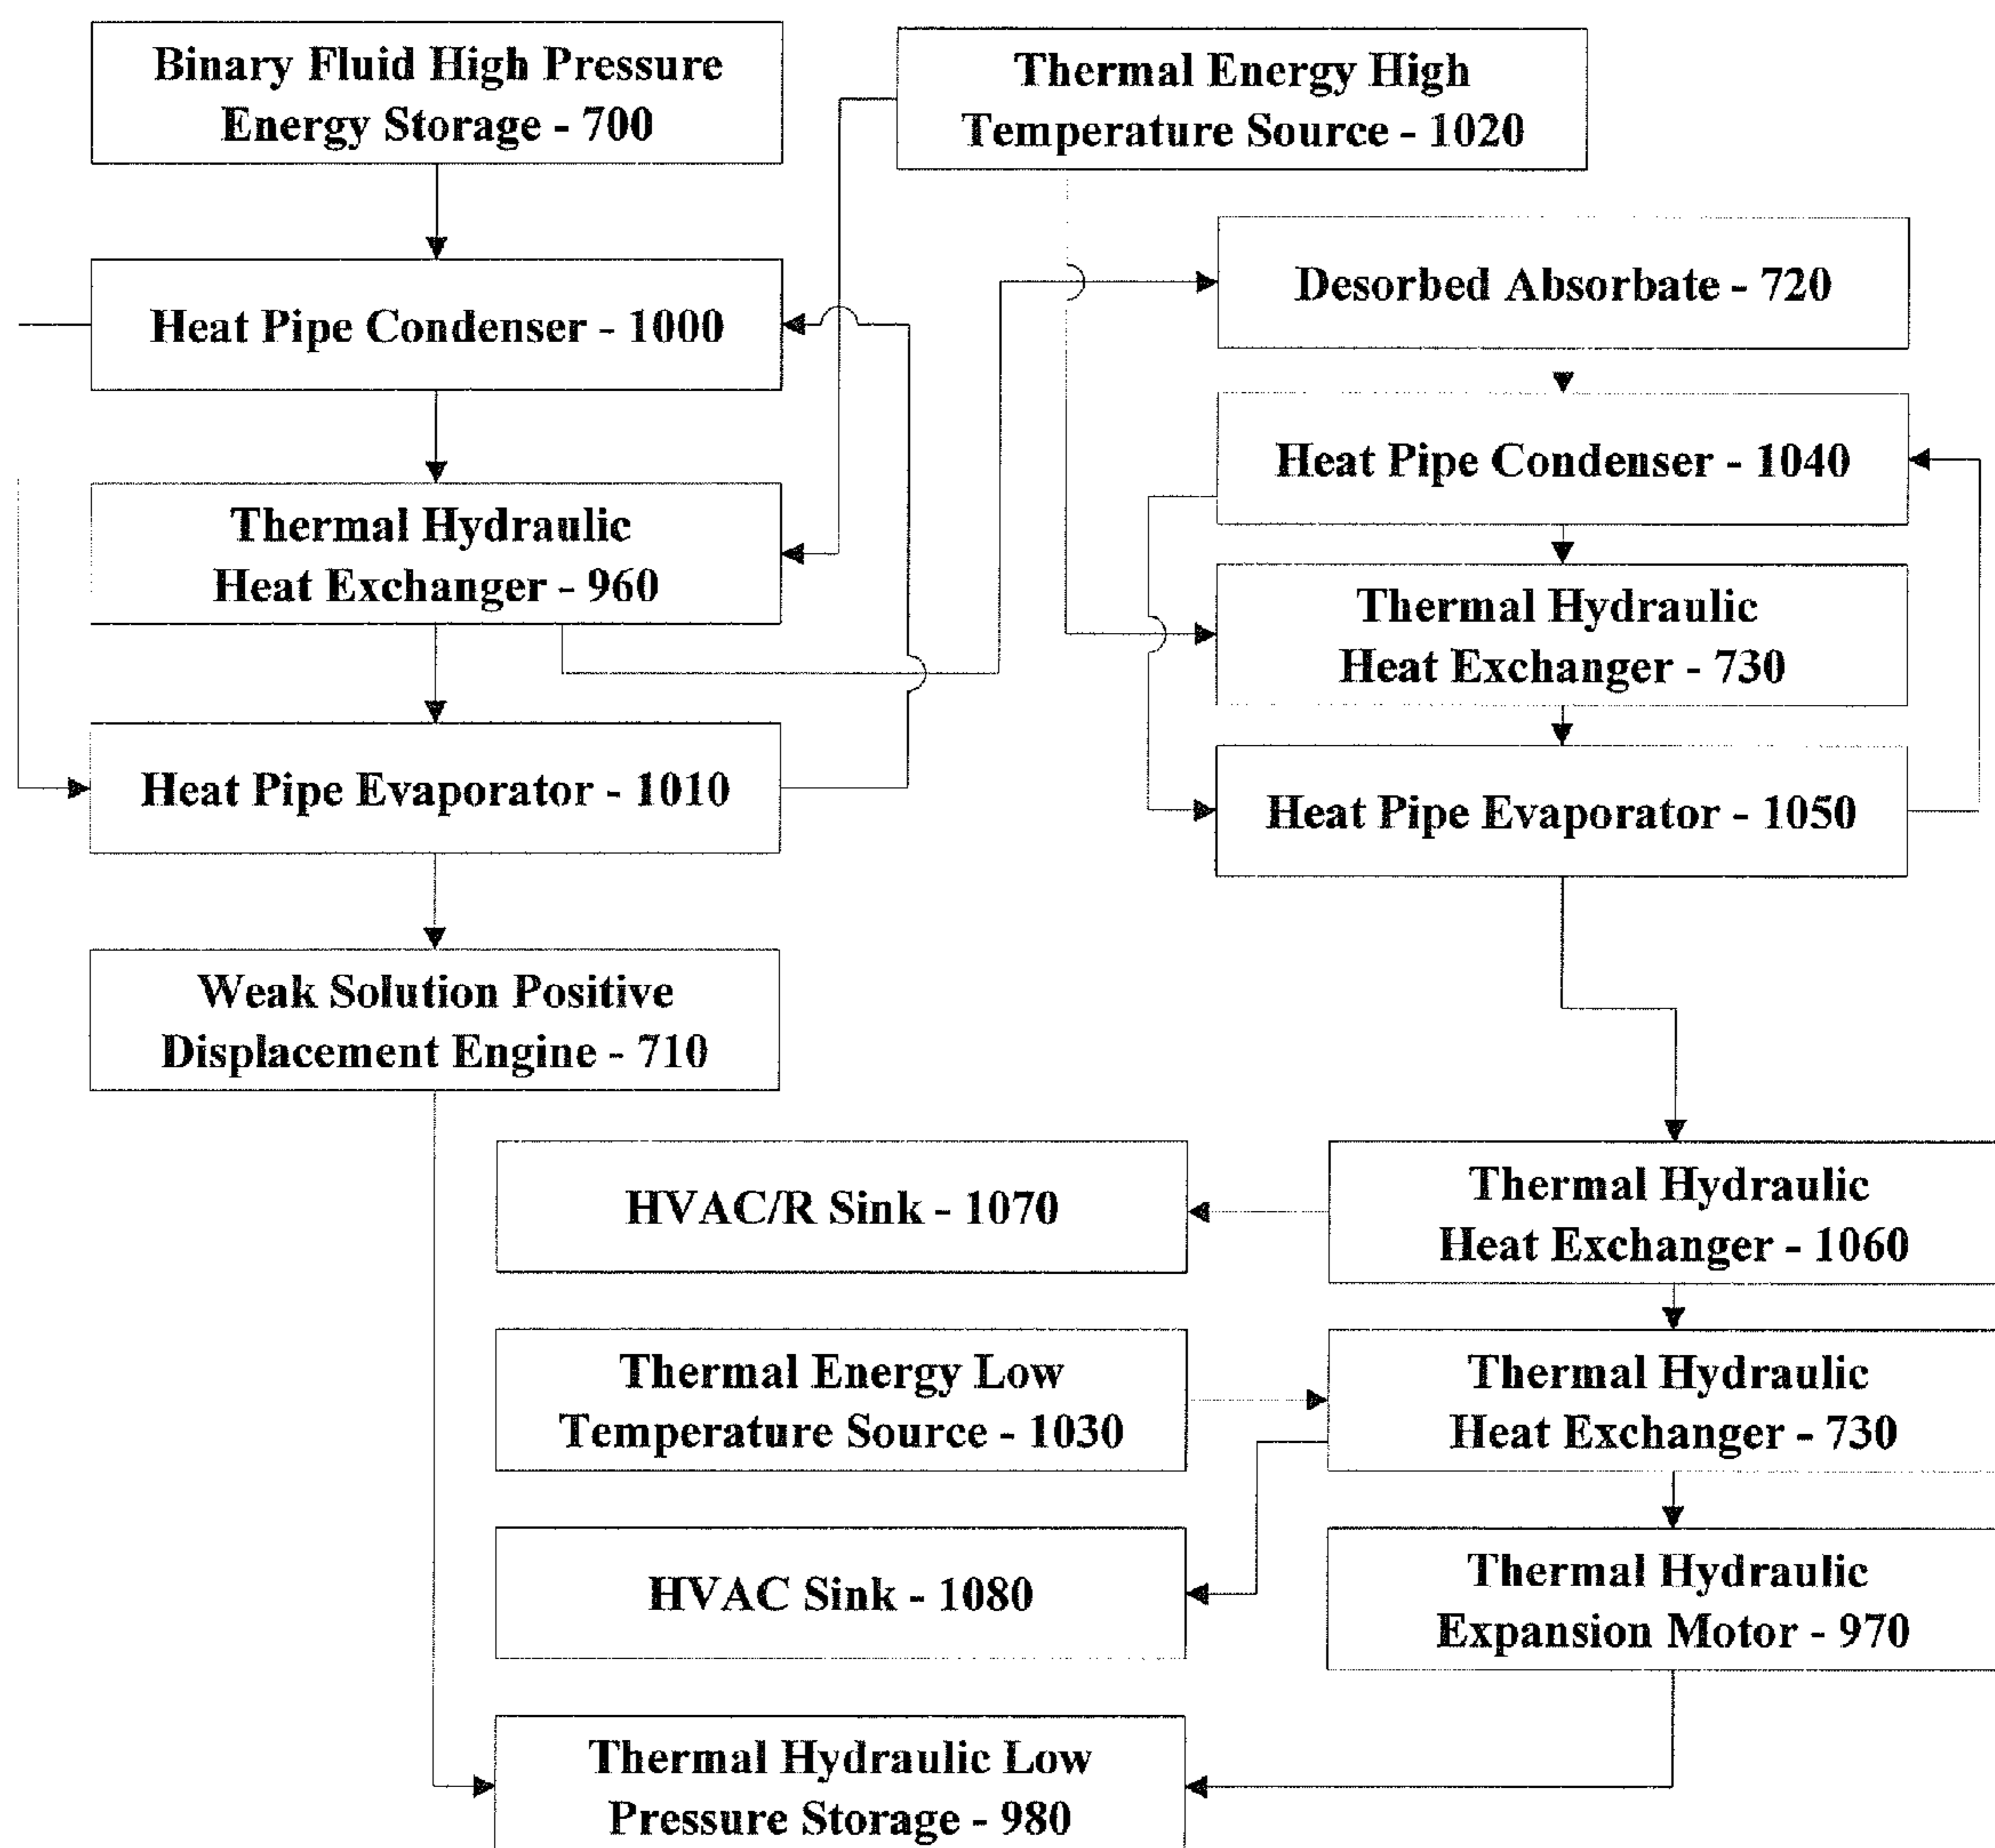 Binary Fluid High Pressure
Energy Storage - 700
Thermal Energy High
Temperature Source - 1020
Desorbed Absorbate - 720
Heat Pipe Condenser - 1000
Heat Pipe Condenser - 1040
Thermal Hydraulic
Heat Exchanger - 960
Thermal Hydraulic
Heat Exchanger - 730
Heat Pipe Evaporator - 1010
Heat Pipe Evaporator - 1050
Weak Solution Positive
Displacement Engine - 710
HVAC/R Sink - 1070
Thermal Hydraulic
Heat Exchanger - 1060
Thermal Energy Low
Temperature Source - 1030
Thermal Hydraulic
Heat Exchanger - 730
HVAC Sink - 1080
Thermal Hydraulic
Expansion Motor - 970
Thermal Hydraulic Low
Pressure Storage - 980